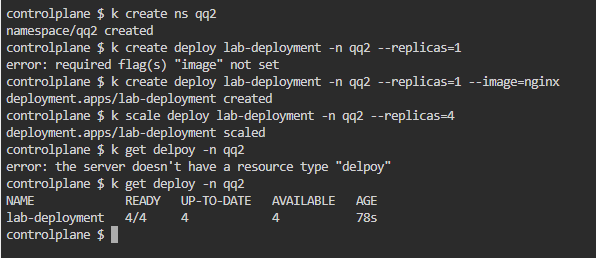 controlplane $ k create ns qq2
namespace/qq2 created
controlplane $ k create deploy lab-deployment -n qq2 --replicas=1
error: required flag(s) "image" not set
controlplane $ k create deploy lab-deployment -n qq2 --replicas=1 --image=nginx
deployment.apps/lab-deployment created
controlplane $ k scale deploy lab-deployment -n qq2 --replicas=4
deployment.apps/lab-deployment scaled
controlplane $ k get delpoy -n qq2
error: the server doesn't have a resource type "delpoy"
controlplane $ k get deploy -n qq2
NAME             READY   UP-TO-DATE   AVAILABLE   AGE
lab-deployment   4/4     4            4           78s
controlplane $